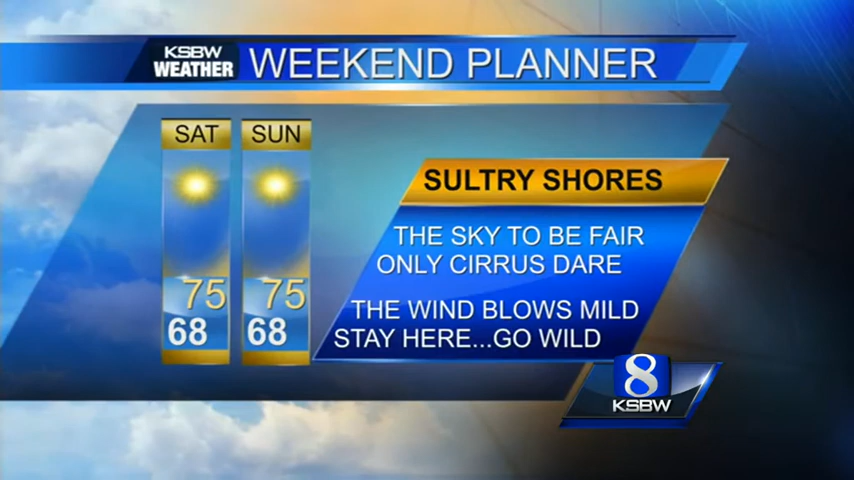 KSBW
WEATHER
WEEKEND PLANNER
SAT
SUN
75
68
75
68
SULTRY SHORES
THE SKY TO BE FAIR
ONLY CIRRUS DARE
THE WIND BLOWS MILD
STAY HERE...GO WILD
8
KSBW